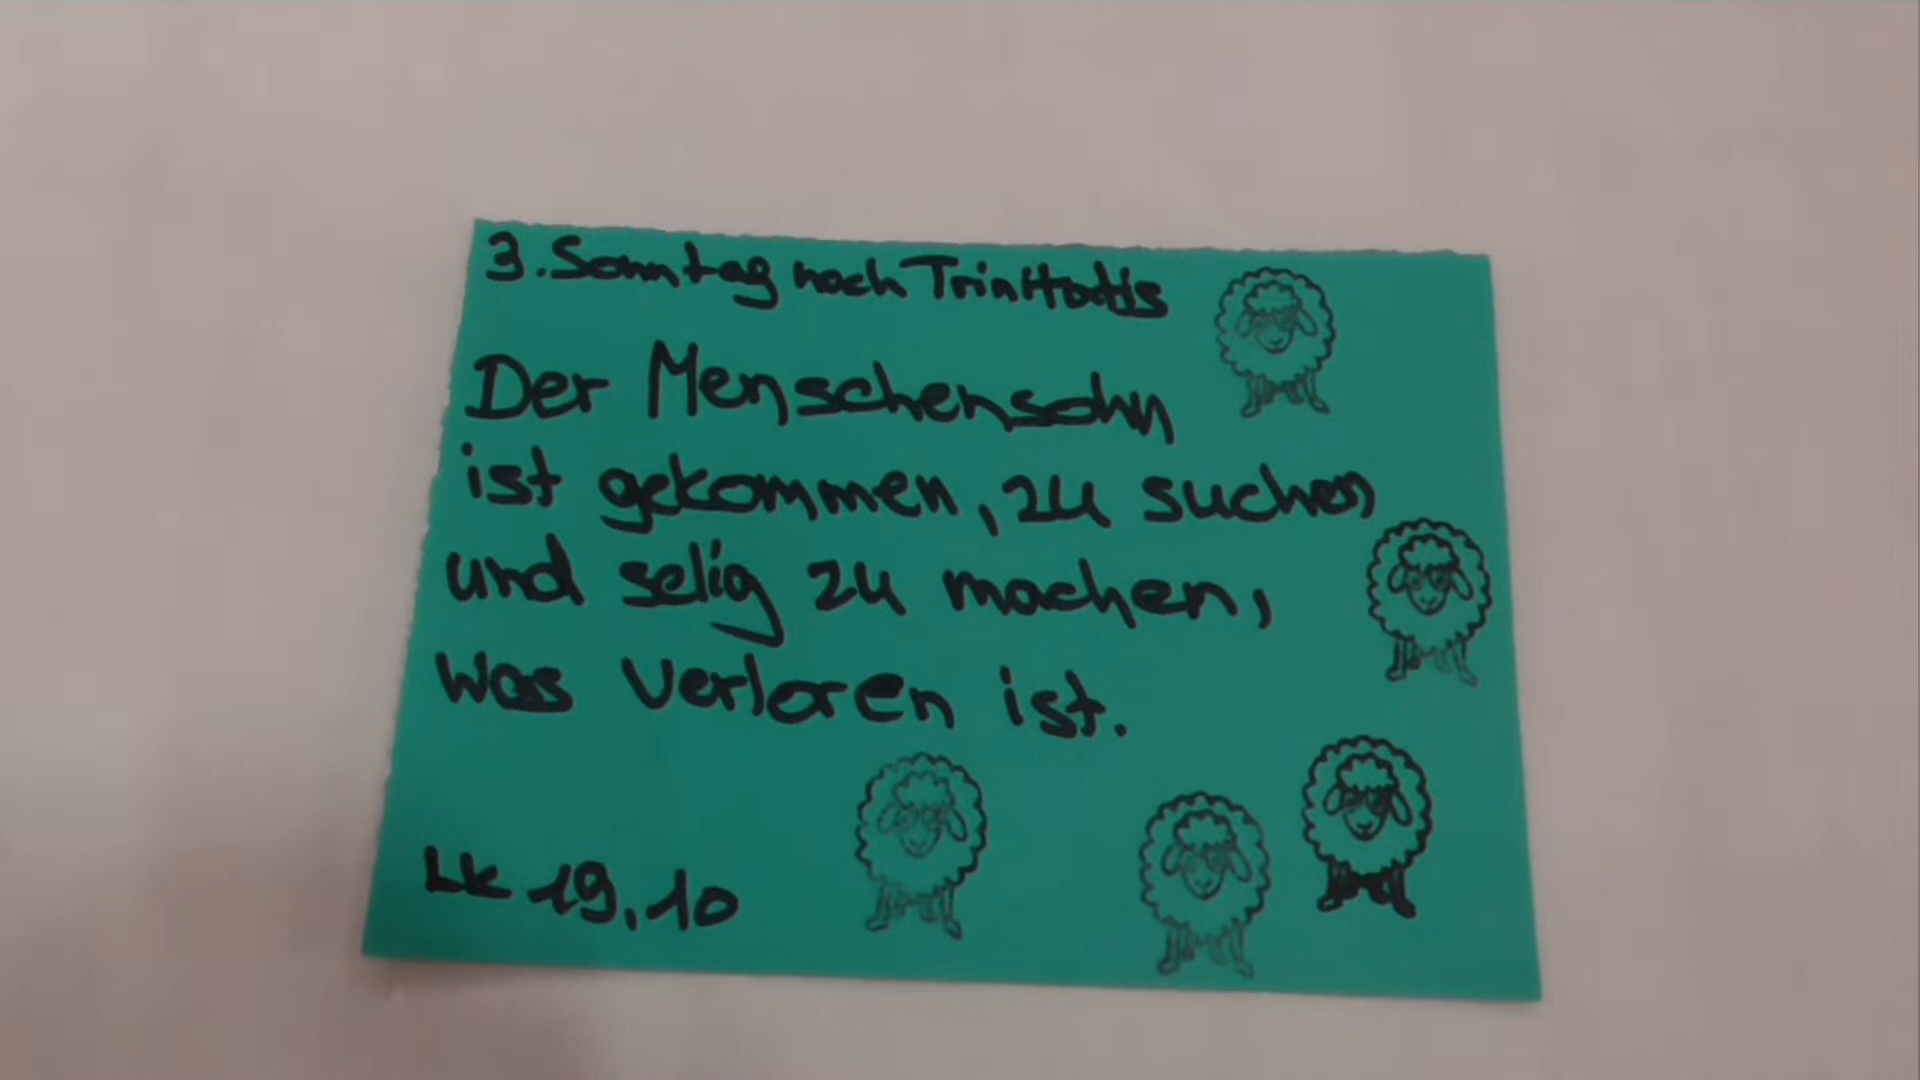 3. Sonntag nach Trinitatis
Der Menschensohn
ist gekommen, zu suchen
und selig zu machen,
was verloren ist.
Lk 19,10